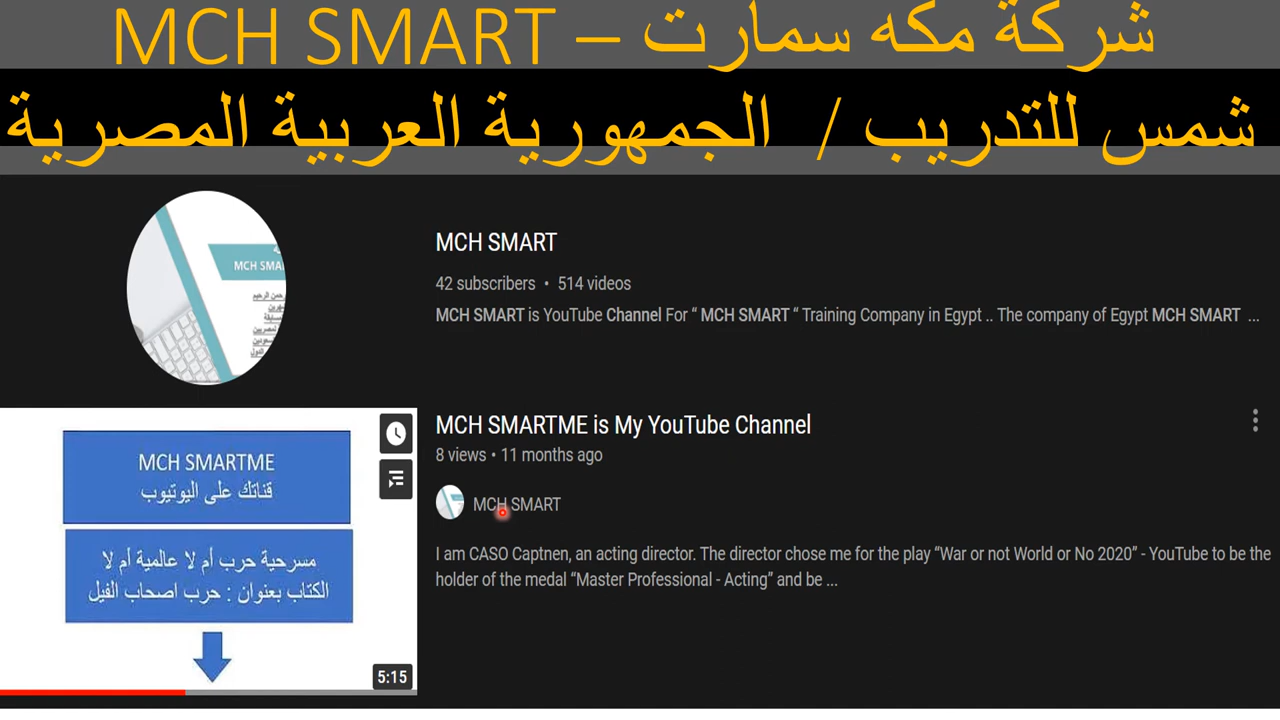 شركة مكه سمارت – MCH SMART
شمس للتدريب / الجمهورية العربية المصرية
MCH SMA
MCH SMART
42 subscribers • 514 videos
MCH SMART is YouTube Channel For “ MCH SMART “ Training Company in Egypt .. The company of Egypt MCH SMART ...
MCH SMARTME
قناتك على اليوتيوب
مسرحية حرب أم لا عالمية أم لا
الكتاب بعنوان : حرب اصحاب الفيل
5:15
MCH SMARTME is My YouTube Channel
8 views • 11 months ago
MCH SMART
I am CASO Captnen, an acting director. The director chose me for the play “War or not World or No 2020” - YouTube to be the
holder of the medal “Master Professional - Acting” and be ...